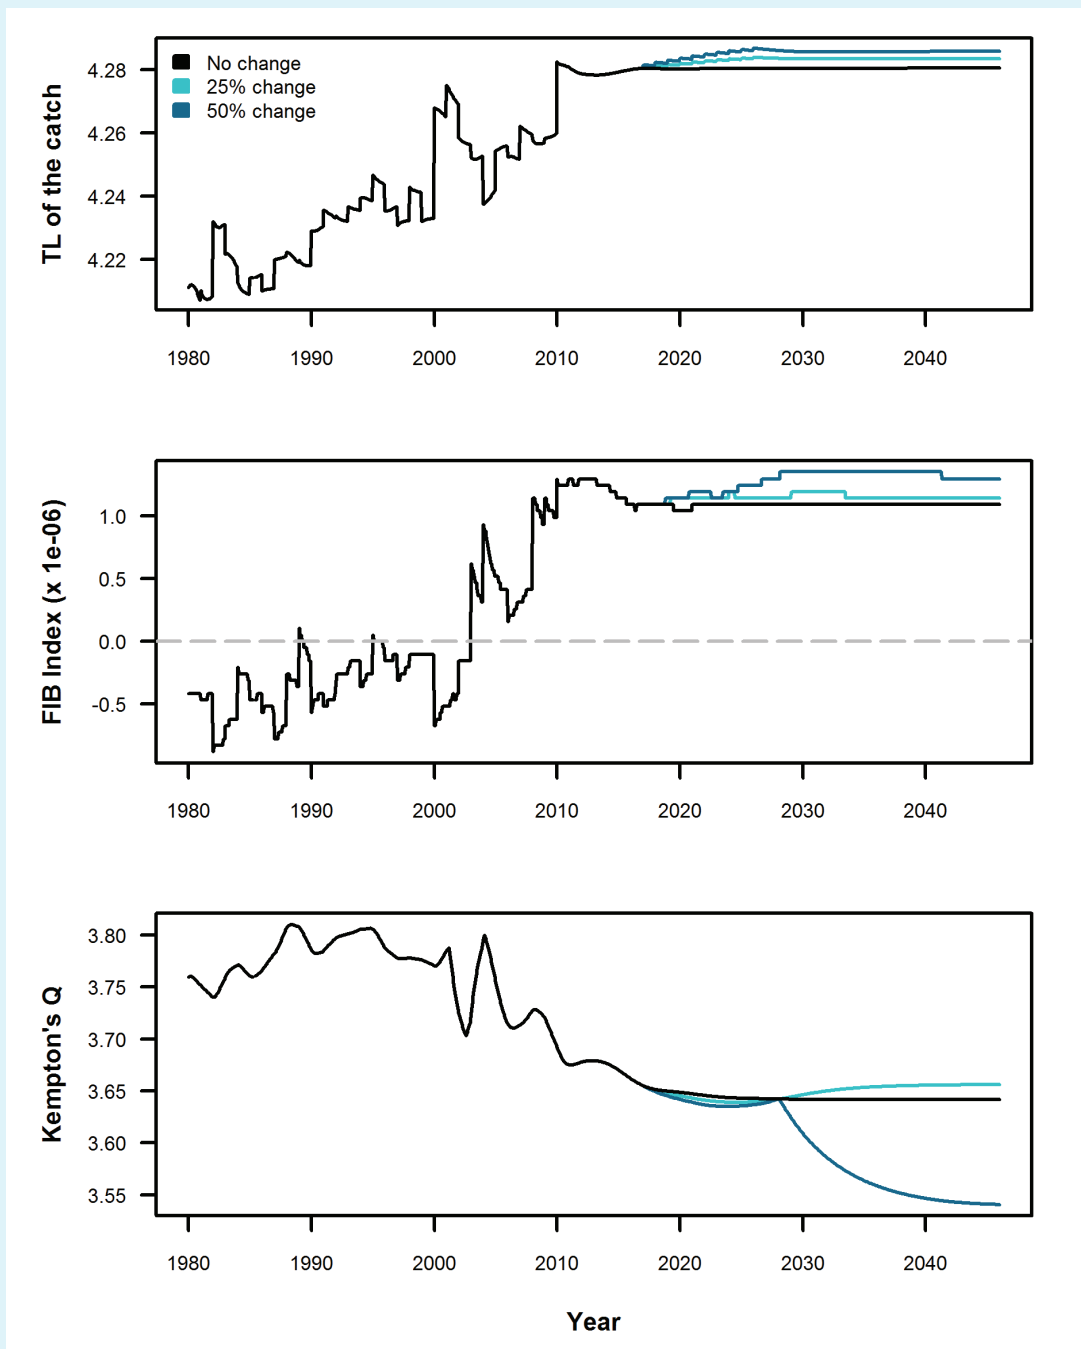 TL of the catch
No change
25% change
50% change
4.28
4.26
4.24
4.22
1980 1990 2000 2010 2020 2030 2040
FIB Index (x 1e-06)
1.0
0.5
0.0
-0.5
1980 1990 2000 2010 2020 2030 2040
Kempton's Q
3.80
3.75
3.70
3.65
3.60
3.55
1980 1990 2000 2010 2020 2030 2040
Year